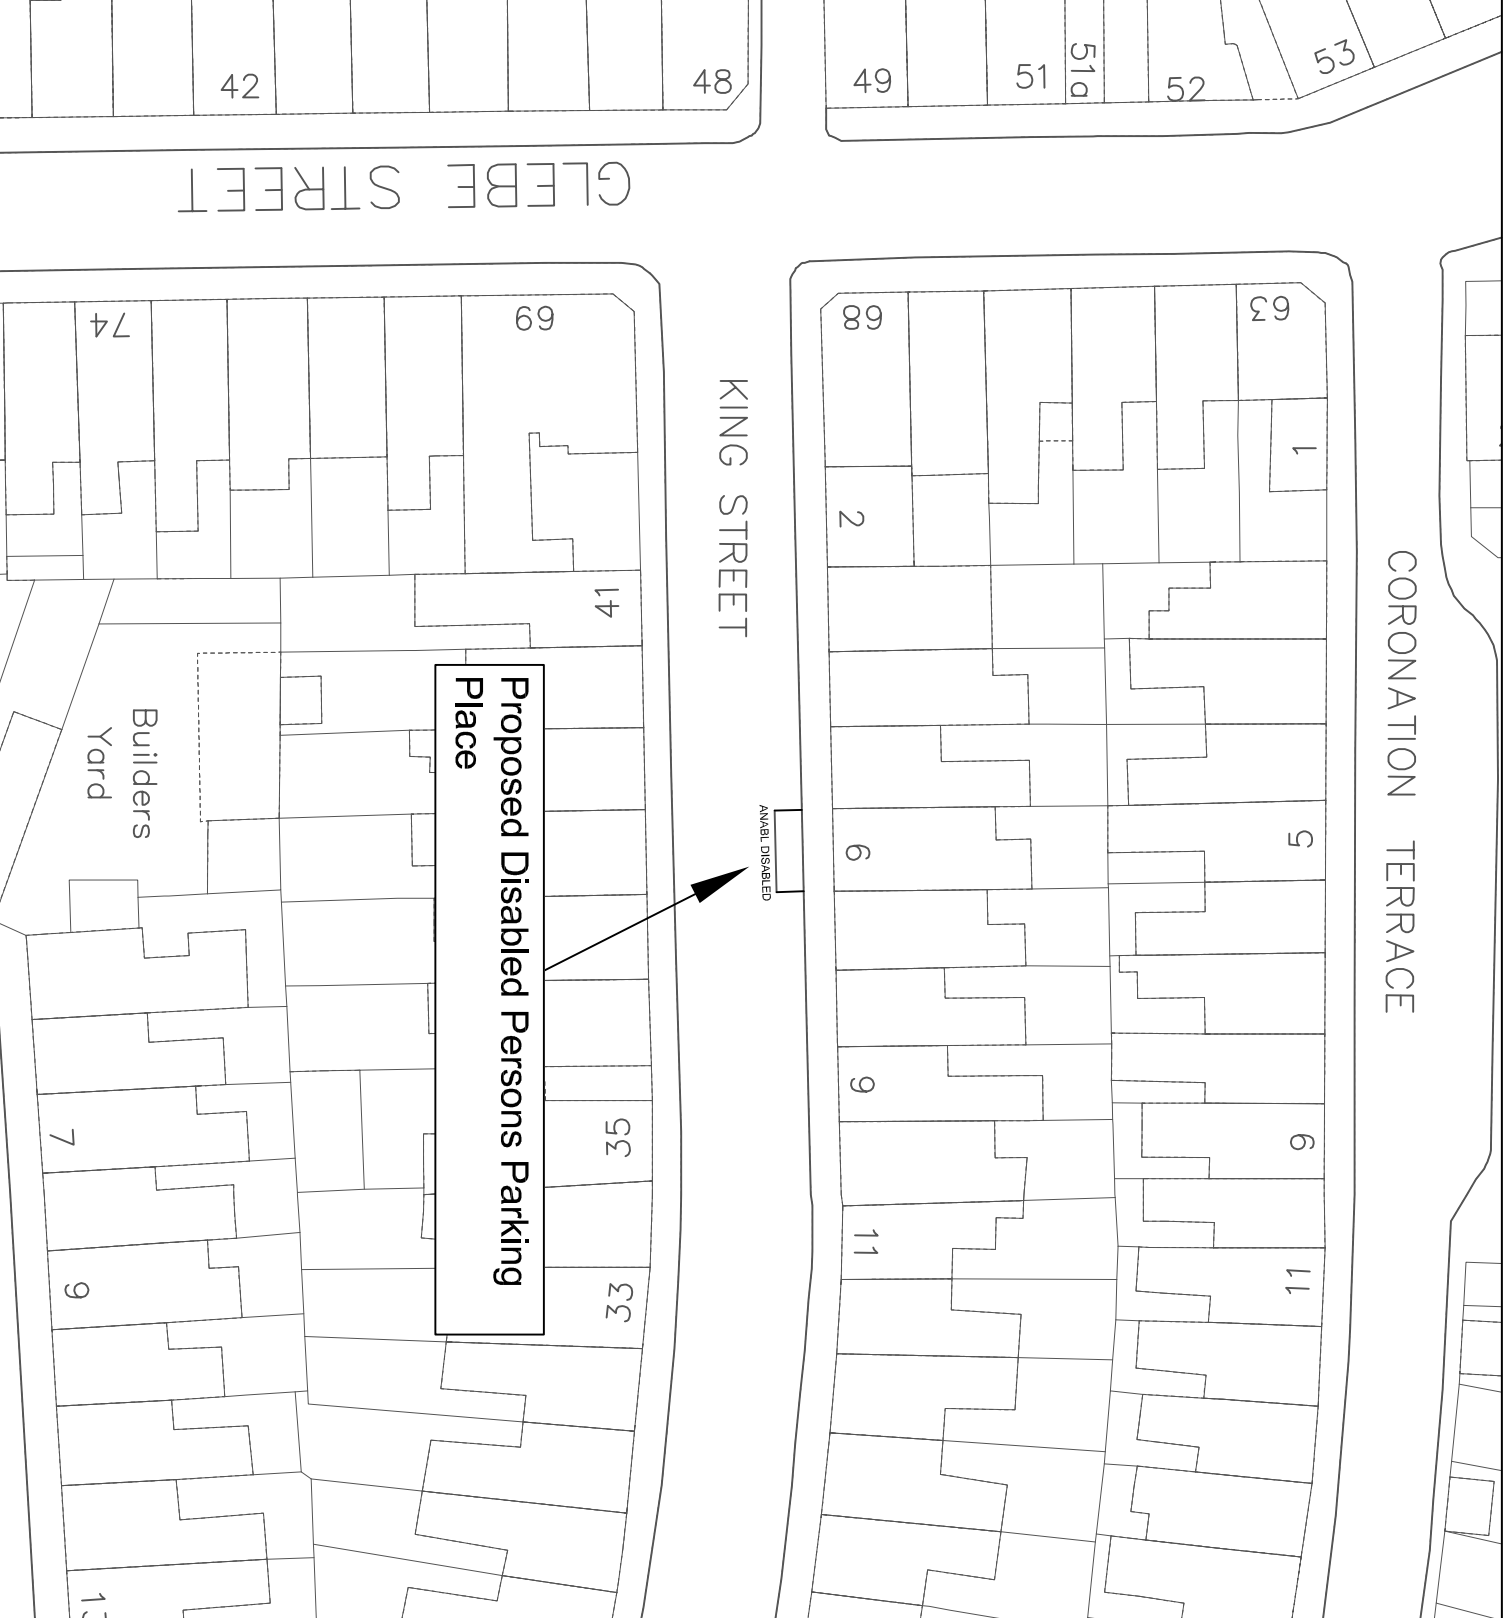 42
48
49
51
51a
52
53
GLEBE STREET
74
69
68
63
KING STREET
1
2
41
CORONATION TERRACE
Builders
Yard
Proposed Disabled Persons Parking
Place
ANABL DISABLED
6
5
9
9
7
35
11
11
9
33